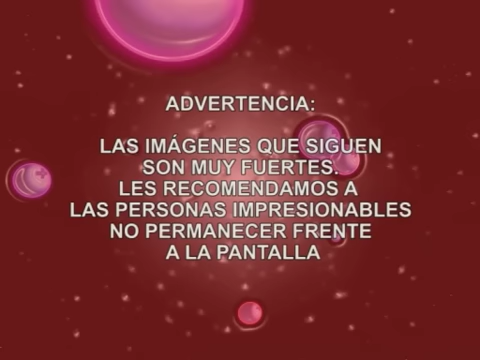 ADVERTENCIA:
LAS IMÁGENES QUE SIGUEN
SON MUY FUERTES.
LES RECOMENDAMOS A
LAS PERSONAS IMPRESIONABLES
NO PERMANECER FRENTE
A LA PANTALLA